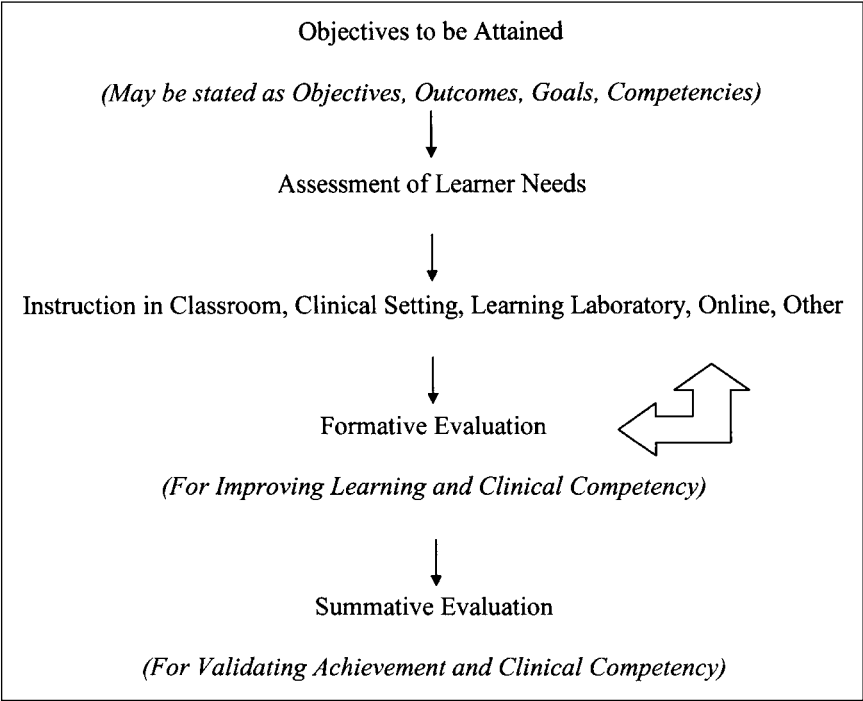 Objectives to be Attained
(May be stated as Objectives, Outcomes, Goals, Competencies)
Assessment of Learner Needs
Instruction in Classroom, Clinical Setting, Learning Laboratory, Online, Other
Formative Evaluation
(For Improving Learning and Clinical Competency)
Summative Evaluation
(For Validating Achievement and Clinical Competency)